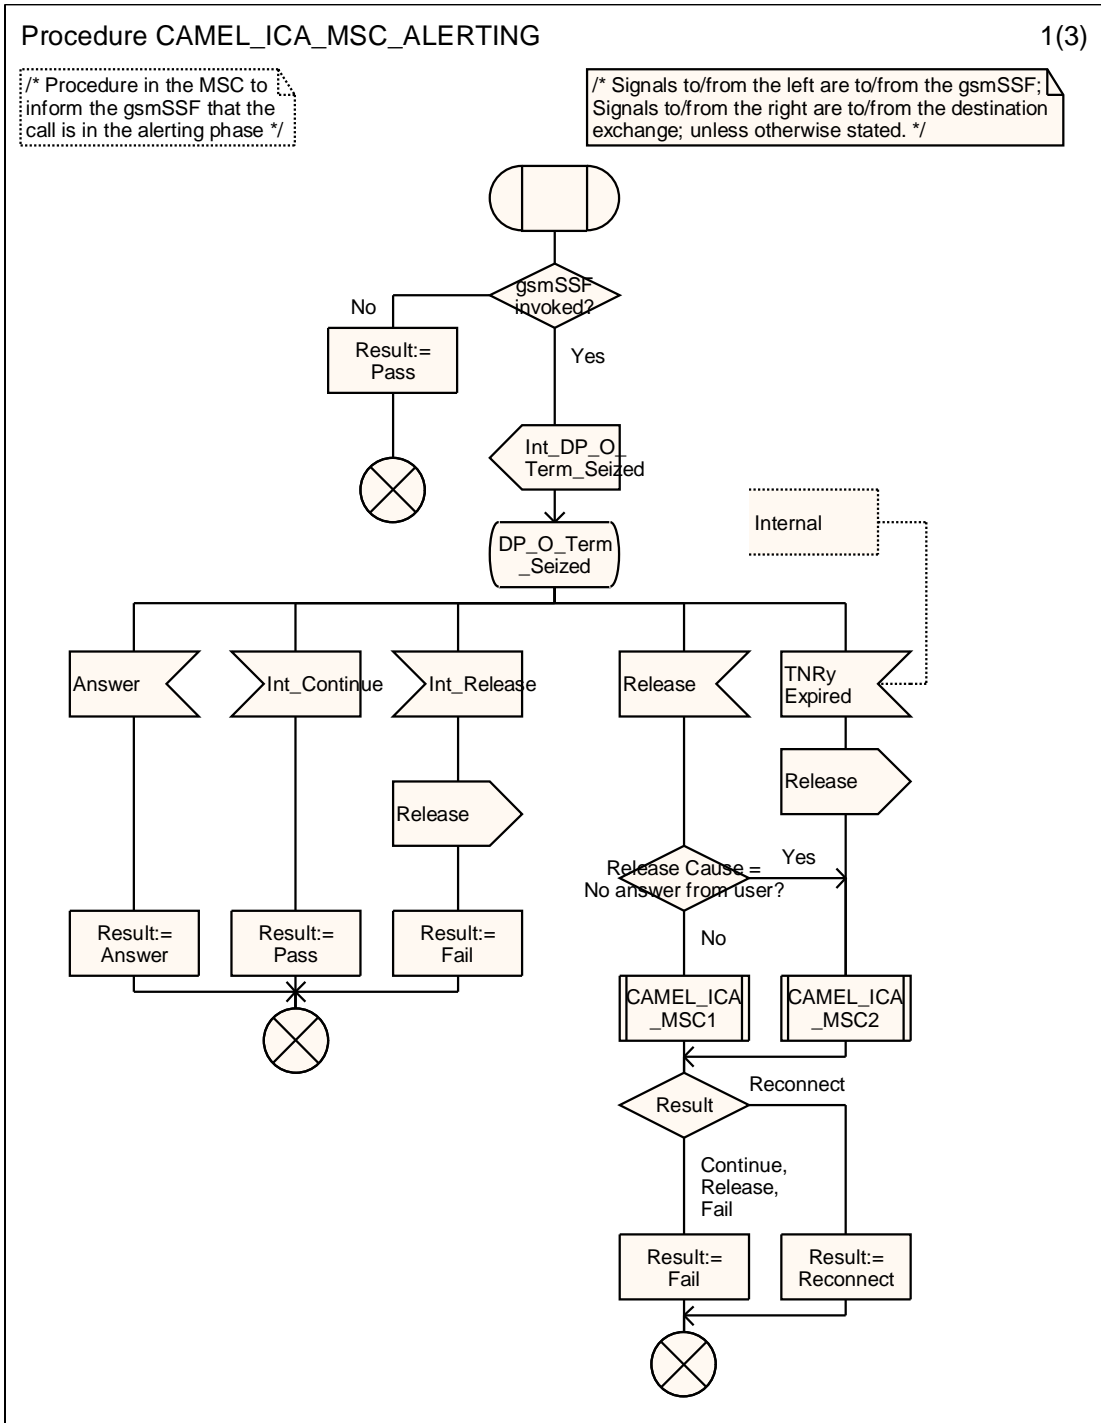 Procedure CAMEL_ICA_MSC_ALERTING
1(3)
/* Procedure in the MSC to
inform the gsmSSF that the
call is in the alerting phase */
/* Signals to/from the left are to/from the gsmSSF;
Signals to/from the right are to/from the destination
exchange; unless otherwise stated. */
gsmSSF
invoked?
No
Yes
Result:=
Pass
Int_DP_O_
Term_Seized
Internal
DP_O_Term
_Seized
Answer
Int_Continue
Int_Release
Release
TNRy
Expired
Release
Release
Release Cause =
No answer from user?
Yes
No
Result:=
Answer
Result:=
Pass
Result:=
Fail
CAMEL_ICA
_MSC1
CAMEL_ICA
_MSC2
Result
Reconnect
Continue,
Release,
Fail
Result:=
Fail
Result:=
Reconnect